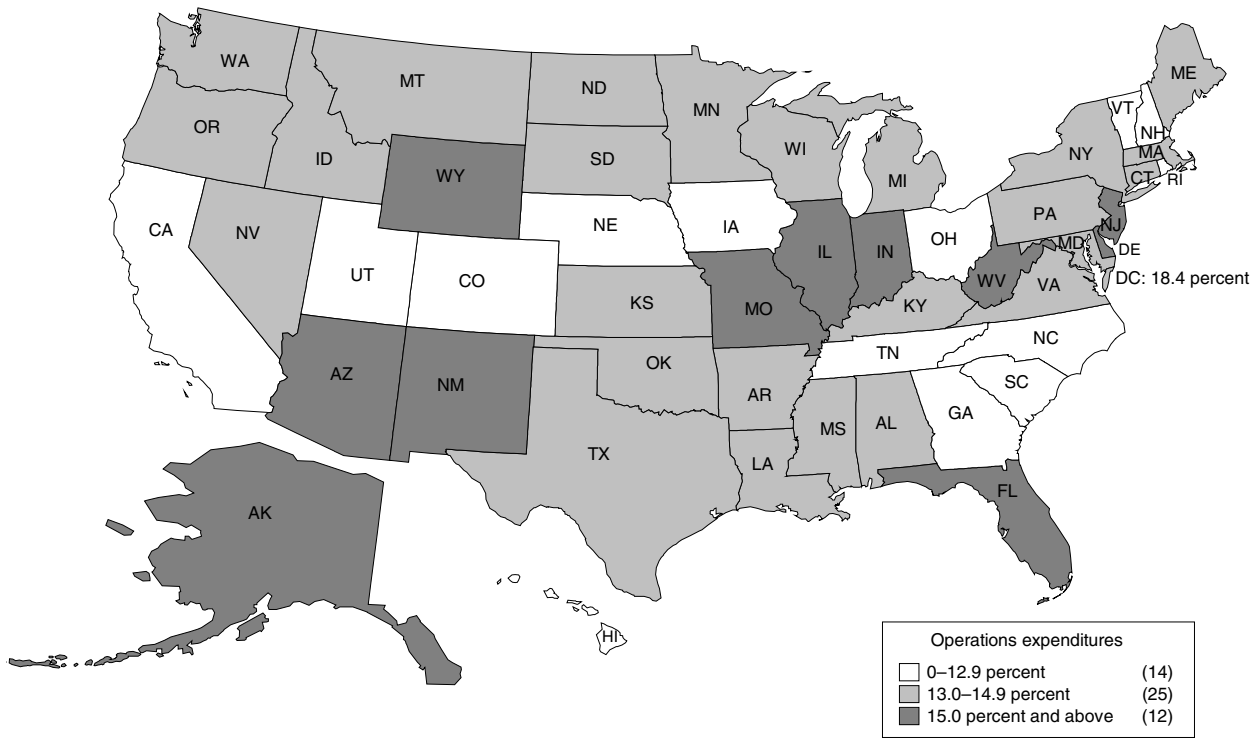 WA
MT
ND
MN
ME
VT
NH
OR
ID
SD
WI
NY
MA
WY
MI
CT
RI
CA
NV
NE
IA
PA
NJ
OH
MD
DE
UT
CO
IL
IN
WV
DC: 18.4 percent
VA
KS
MO
KY
NC
TN
AZ
NM
OK
SC
AR
GA
MS
AL
TX
LA
FL
AK
HI
Operations expenditures
0–12.9 percent (14)
13.0–14.9 percent (25)
15.0 percent and above (12)